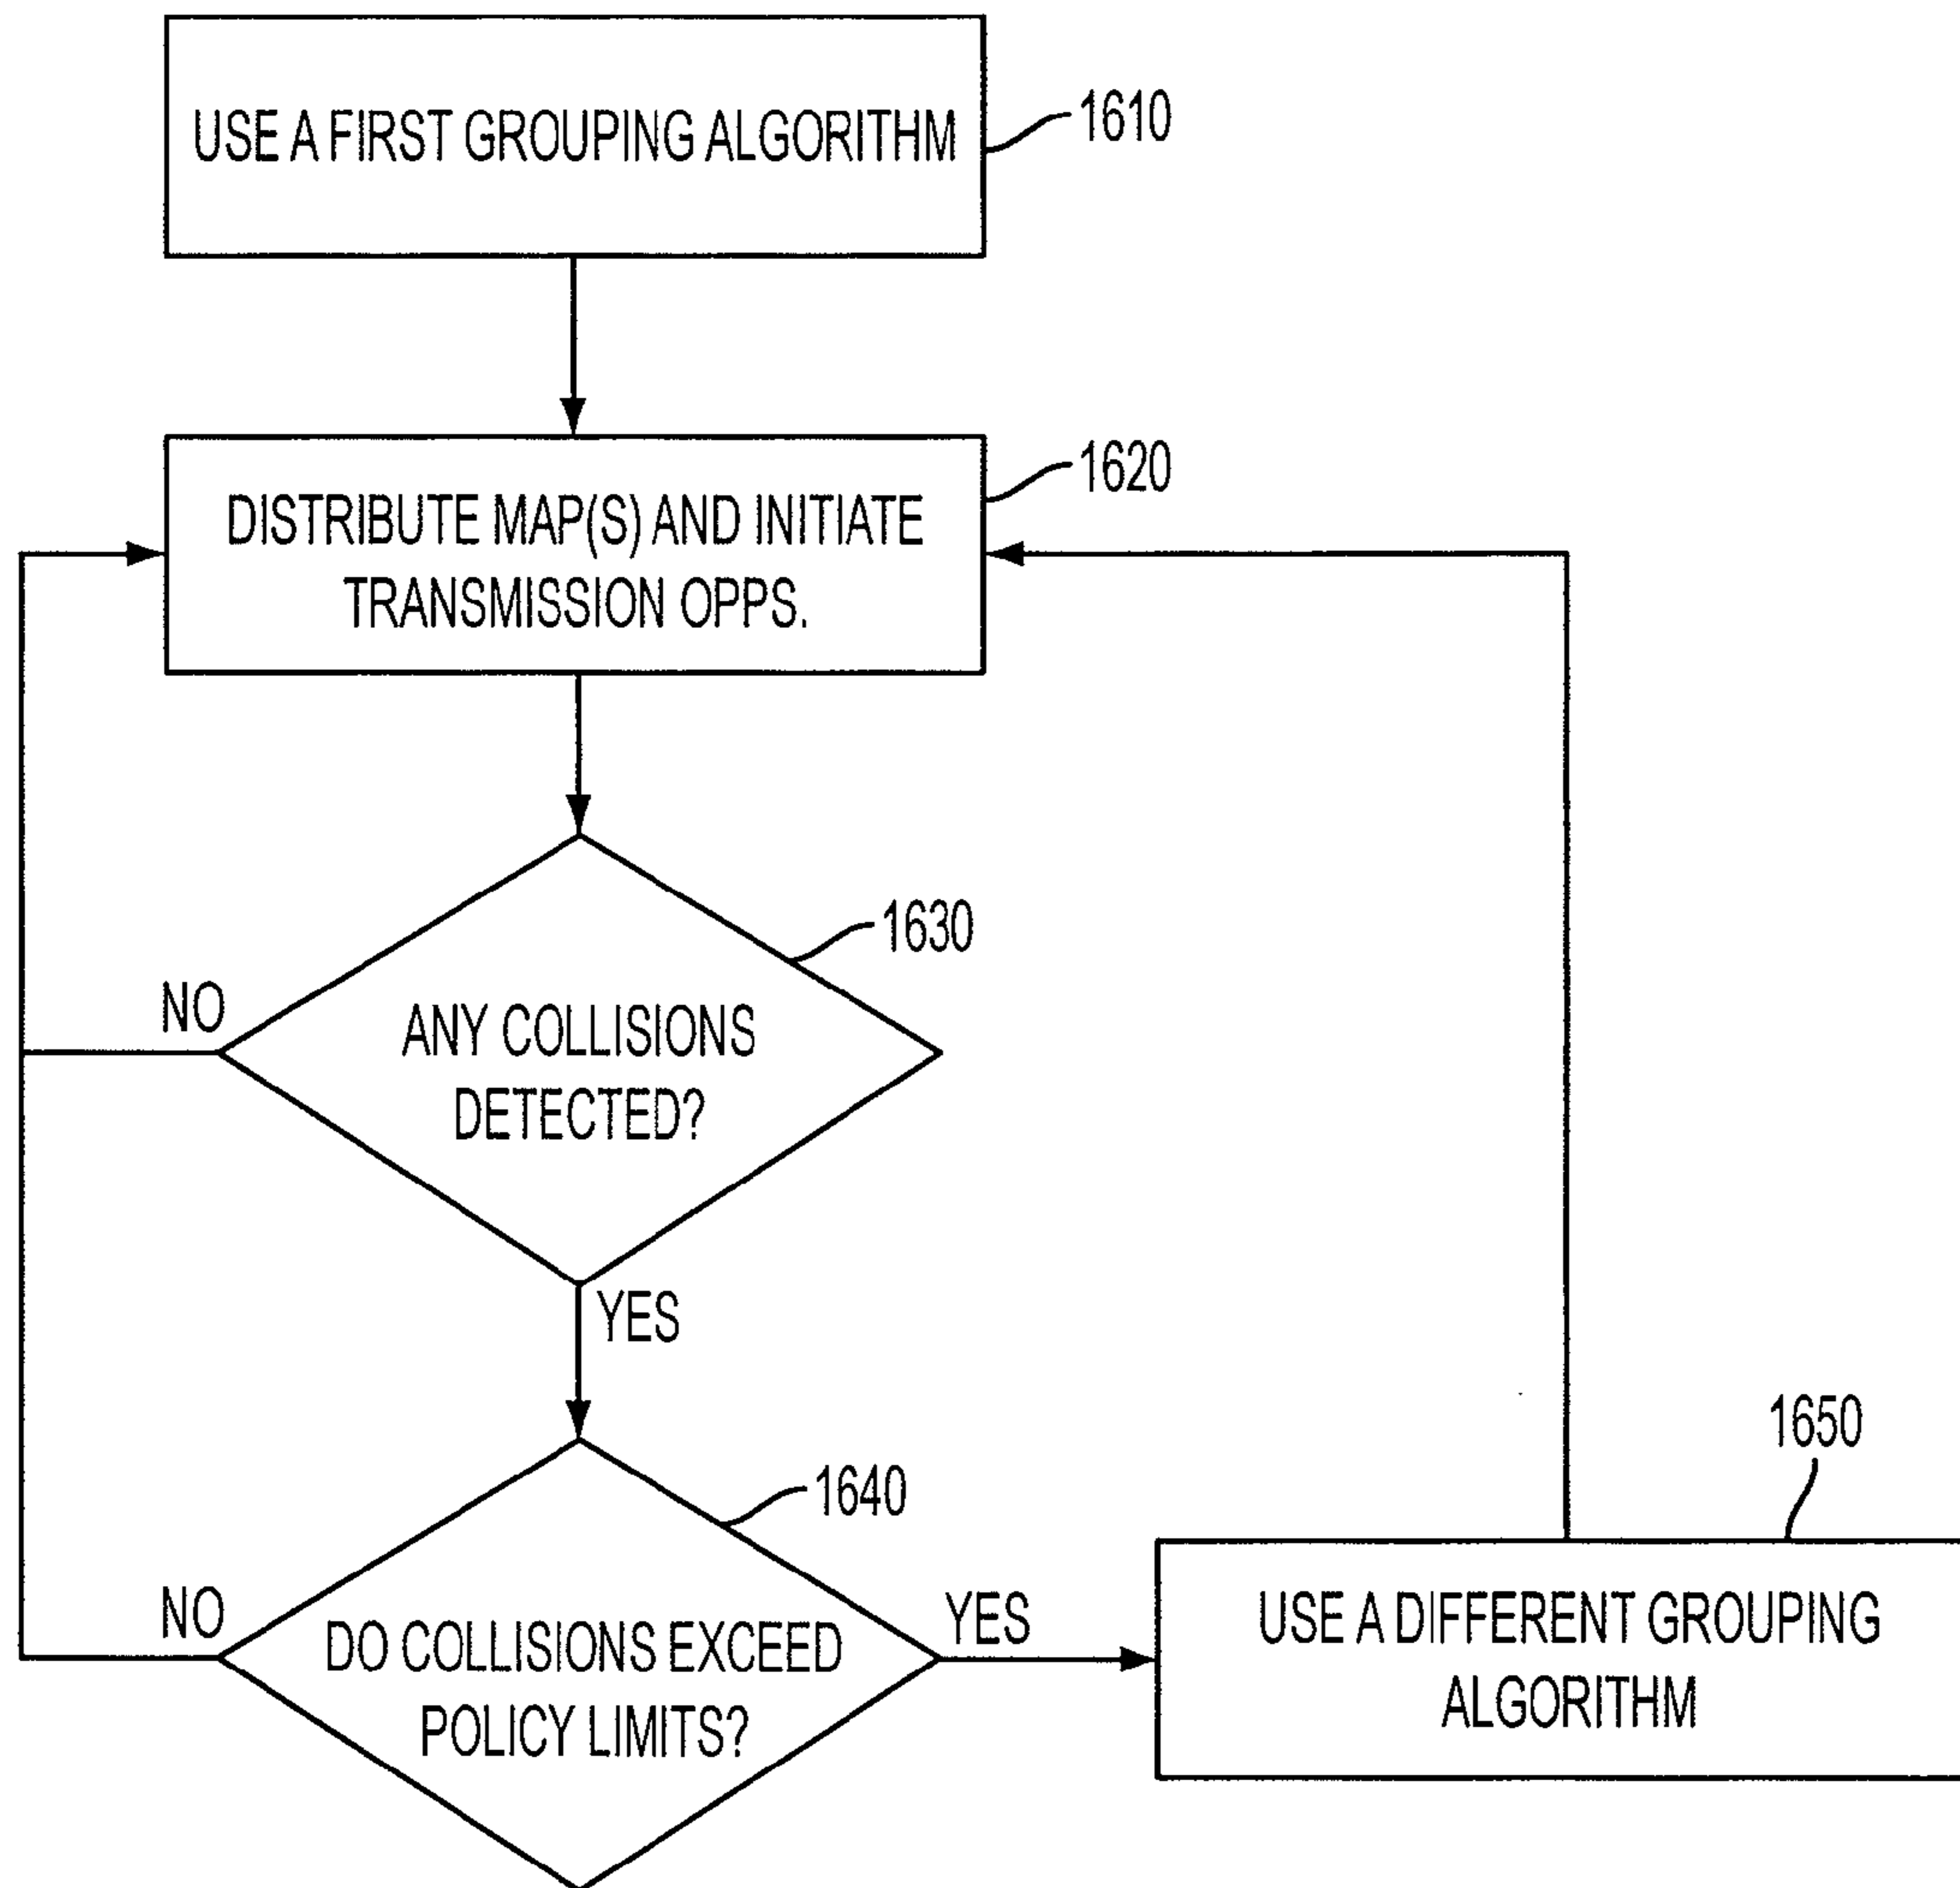 USE A FIRST GROUPING ALGORITHM
1610
DISTRIBUTE MAP(S) AND INITIATE
TRANSMISSION OPPS.
1620
1630
NO
ANY COLLISIONS
DETECTED?
YES
1640
NO
DO COLLISIONS EXCEED
POLICY LIMITS?
YES
1650
USE A DIFFERENT GROUPING
ALGORITHM